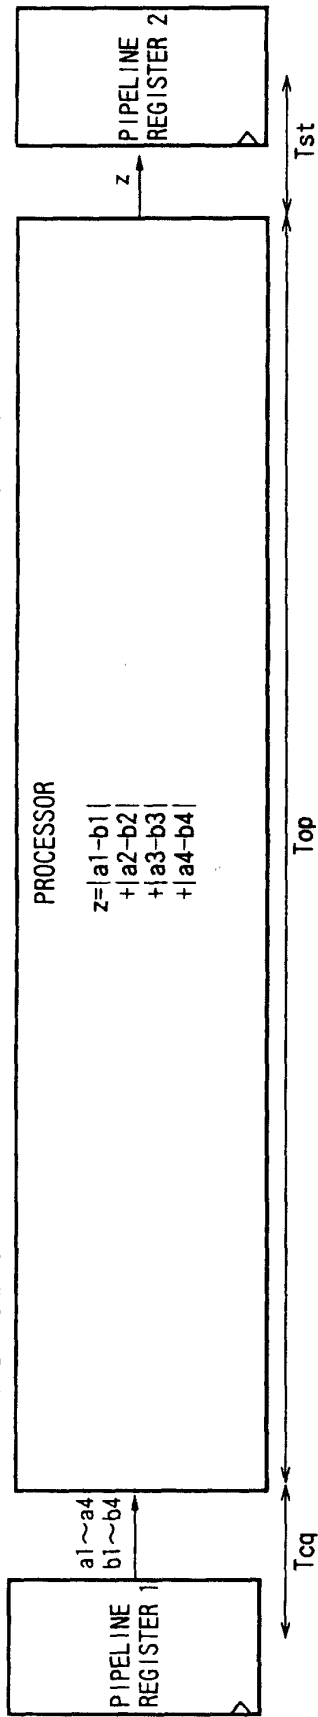 PIPELINE
REGISTER 1
a1~a4
b1~b4
PROCESSOR
z=|a1-b1|
+|a2-b2|
+|a3-b3|
+|a4-b4|
z
PIPELINE
REGISTER 2
Tcq
Top
Tst